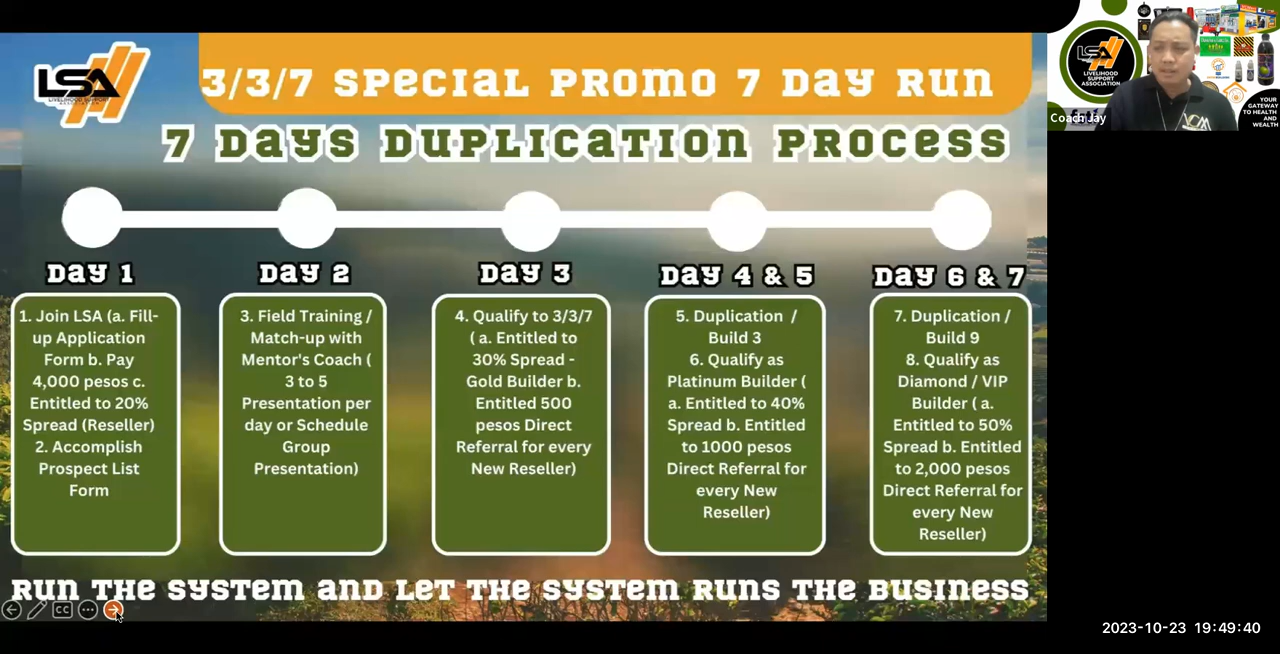 LSA
LIVELIHOOD SUPPORT
ASSOCIATION
3/3/7 SPECIAL PROMO 7 DAY RUN
7 DAYS DUPLICATION PROCESS
DAY 1
1. Join LSA (a. Fill-
up Application
Form b. Pay
4,000 pesos c.
Entitled to 20%
Spread (Reseller)
2. Accomplish
Prospect List
Form
DAY 2
3. Field Training /
Match-up with
Mentor's Coach (
3 to 5
Presentation per
day or Schedule
Group
Presentation)
DAY 3
4. Qualify to 3/3/7
( a. Entitled to
30% Spread -
Gold Builder b.
Entitled 500
pesos Direct
Referral for every
New Reseller)
DAY 4 & 5
5. Duplication /
Build 3
6. Qualify as
Platinum Builder (
a. Entitled to 40%
Spread b. Entitled
to 1000 pesos
Direct Referral for
every New
Reseller)
DAY 6 & 7
7. Duplication /
Build 9
8. Qualify as
Diamond / VIP
Builder ( a.
Entitled to 50%
Spread b. Entitled
to 2,000 pesos
Direct Referral for
every New
Reseller)
RUN THE SYSTEM AND LET THE SYSTEM RUNS THE BUSINESS
CC
LSA
LIVELIHOOD
SUPPORT
ASSOCIATION
YOUR
GATEWAY
TO HEALTH
AND
WEALTH
Coach Jay
2023-10-23 19:49:40